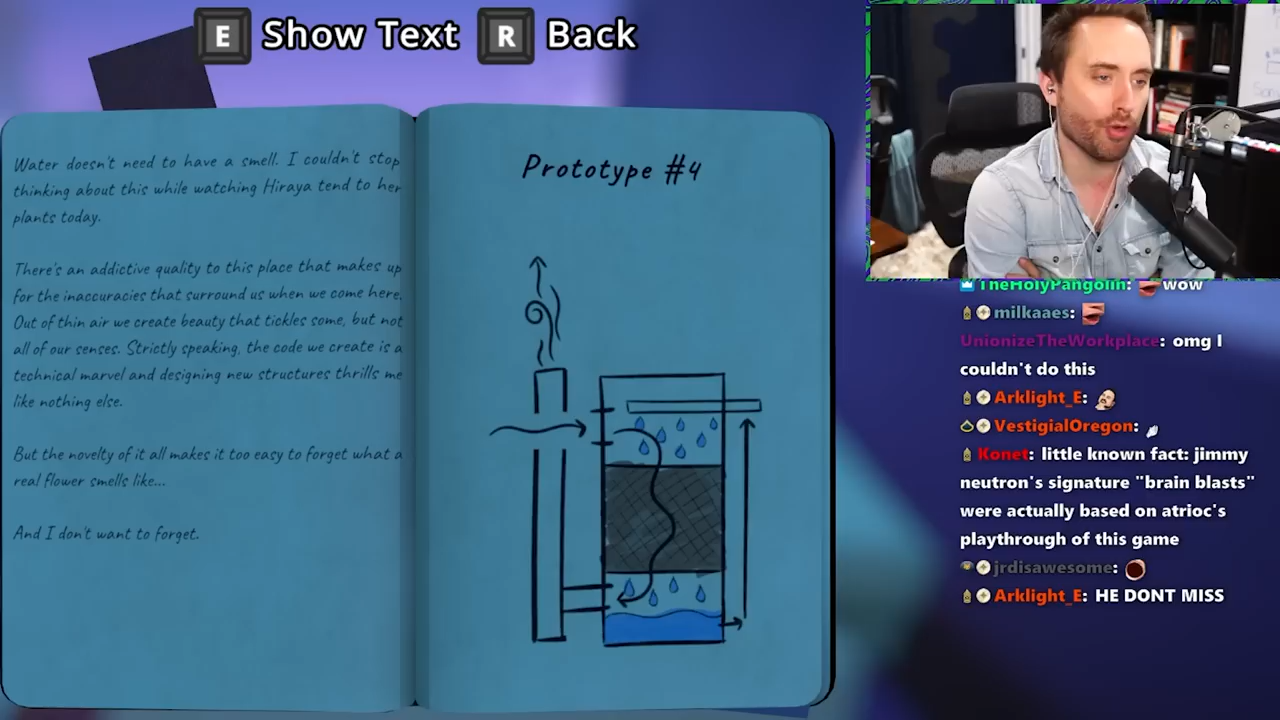 E Show Text R Back
Water doesn't need to have a smell. I couldn't stop
thinking about this while watching Hiraya tend to her
plants today.
There's an addictive quality to this place that makes up
for the inaccuracies that surround us when we come here.
Out of thin air we create beauty that tickles some, but not
all of our senses. Strictly speaking, the code we create is a
technical marvel and designing new structures thrills me
like nothing else.
But the novelty of it all makes it too easy to forget what a
real flower smells like...
And I don't want to forget.
Prototype #4
TheHolyPangolin: wow
milkaaes:
UnionizeTheWorkplace: omg I
couldn't do this
Arklight_E:
VestigialOregon:
Konet: little known fact: jimmy
neutron's signature "brain blasts"
were actually based on atrioc's
playthrough of this game
jrdisawesome:
Arklight_E: HE DONT MISS